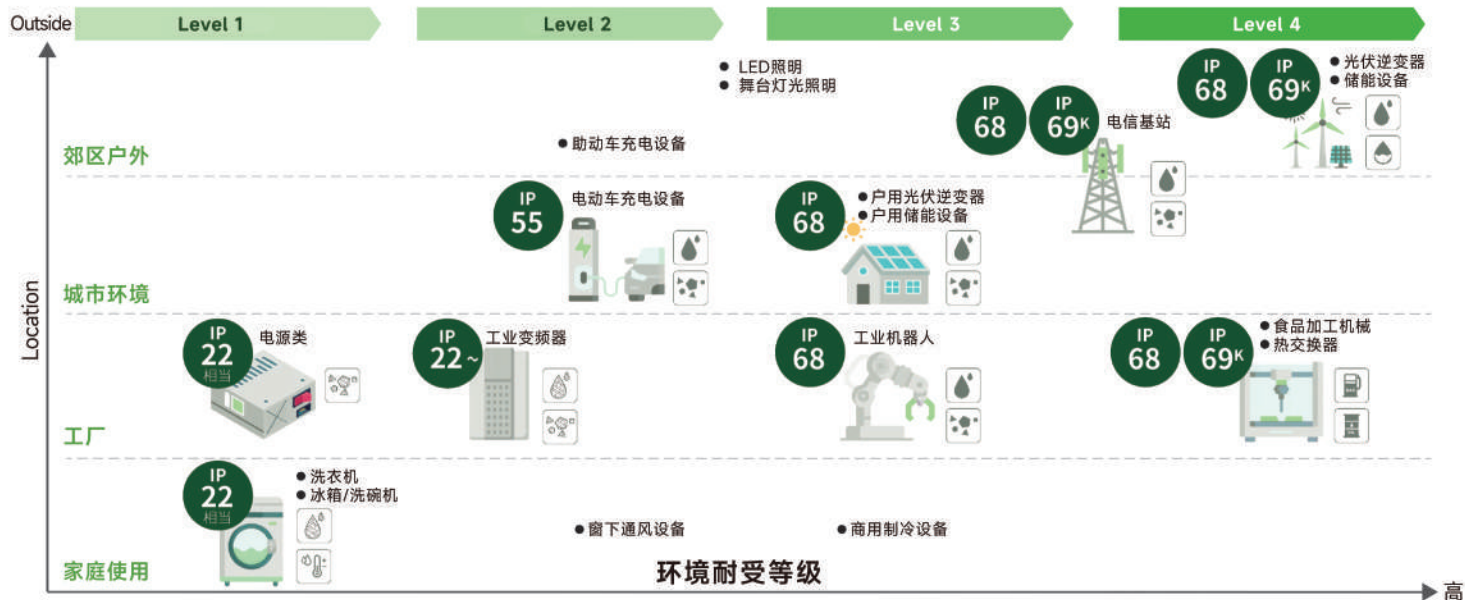 Outside
Level 1
Level 2
Level 3
Level 4
● LED照明
● 舞台灯光照明
IP
68
IP
69K
● 光伏逆变器
● 储能设备
IP
68
IP
69K
电信基站
● 助动车充电设备
郊区户外
IP
55
电动车充电设备
IP
68
● 户用光伏逆变器
● 户用储能设备
城市环境
Location
IP
22
相当
电源类
IP
22~
工业变频器
IP
68
工业机器人
IP
68
IP
69K
● 食品加工机械
● 热交换器
工厂
IP
22
相当
● 洗衣机
● 冰箱/洗碗机
● 窗下通风设备
● 商用制冷设备
家庭使用
环境耐受等级
高